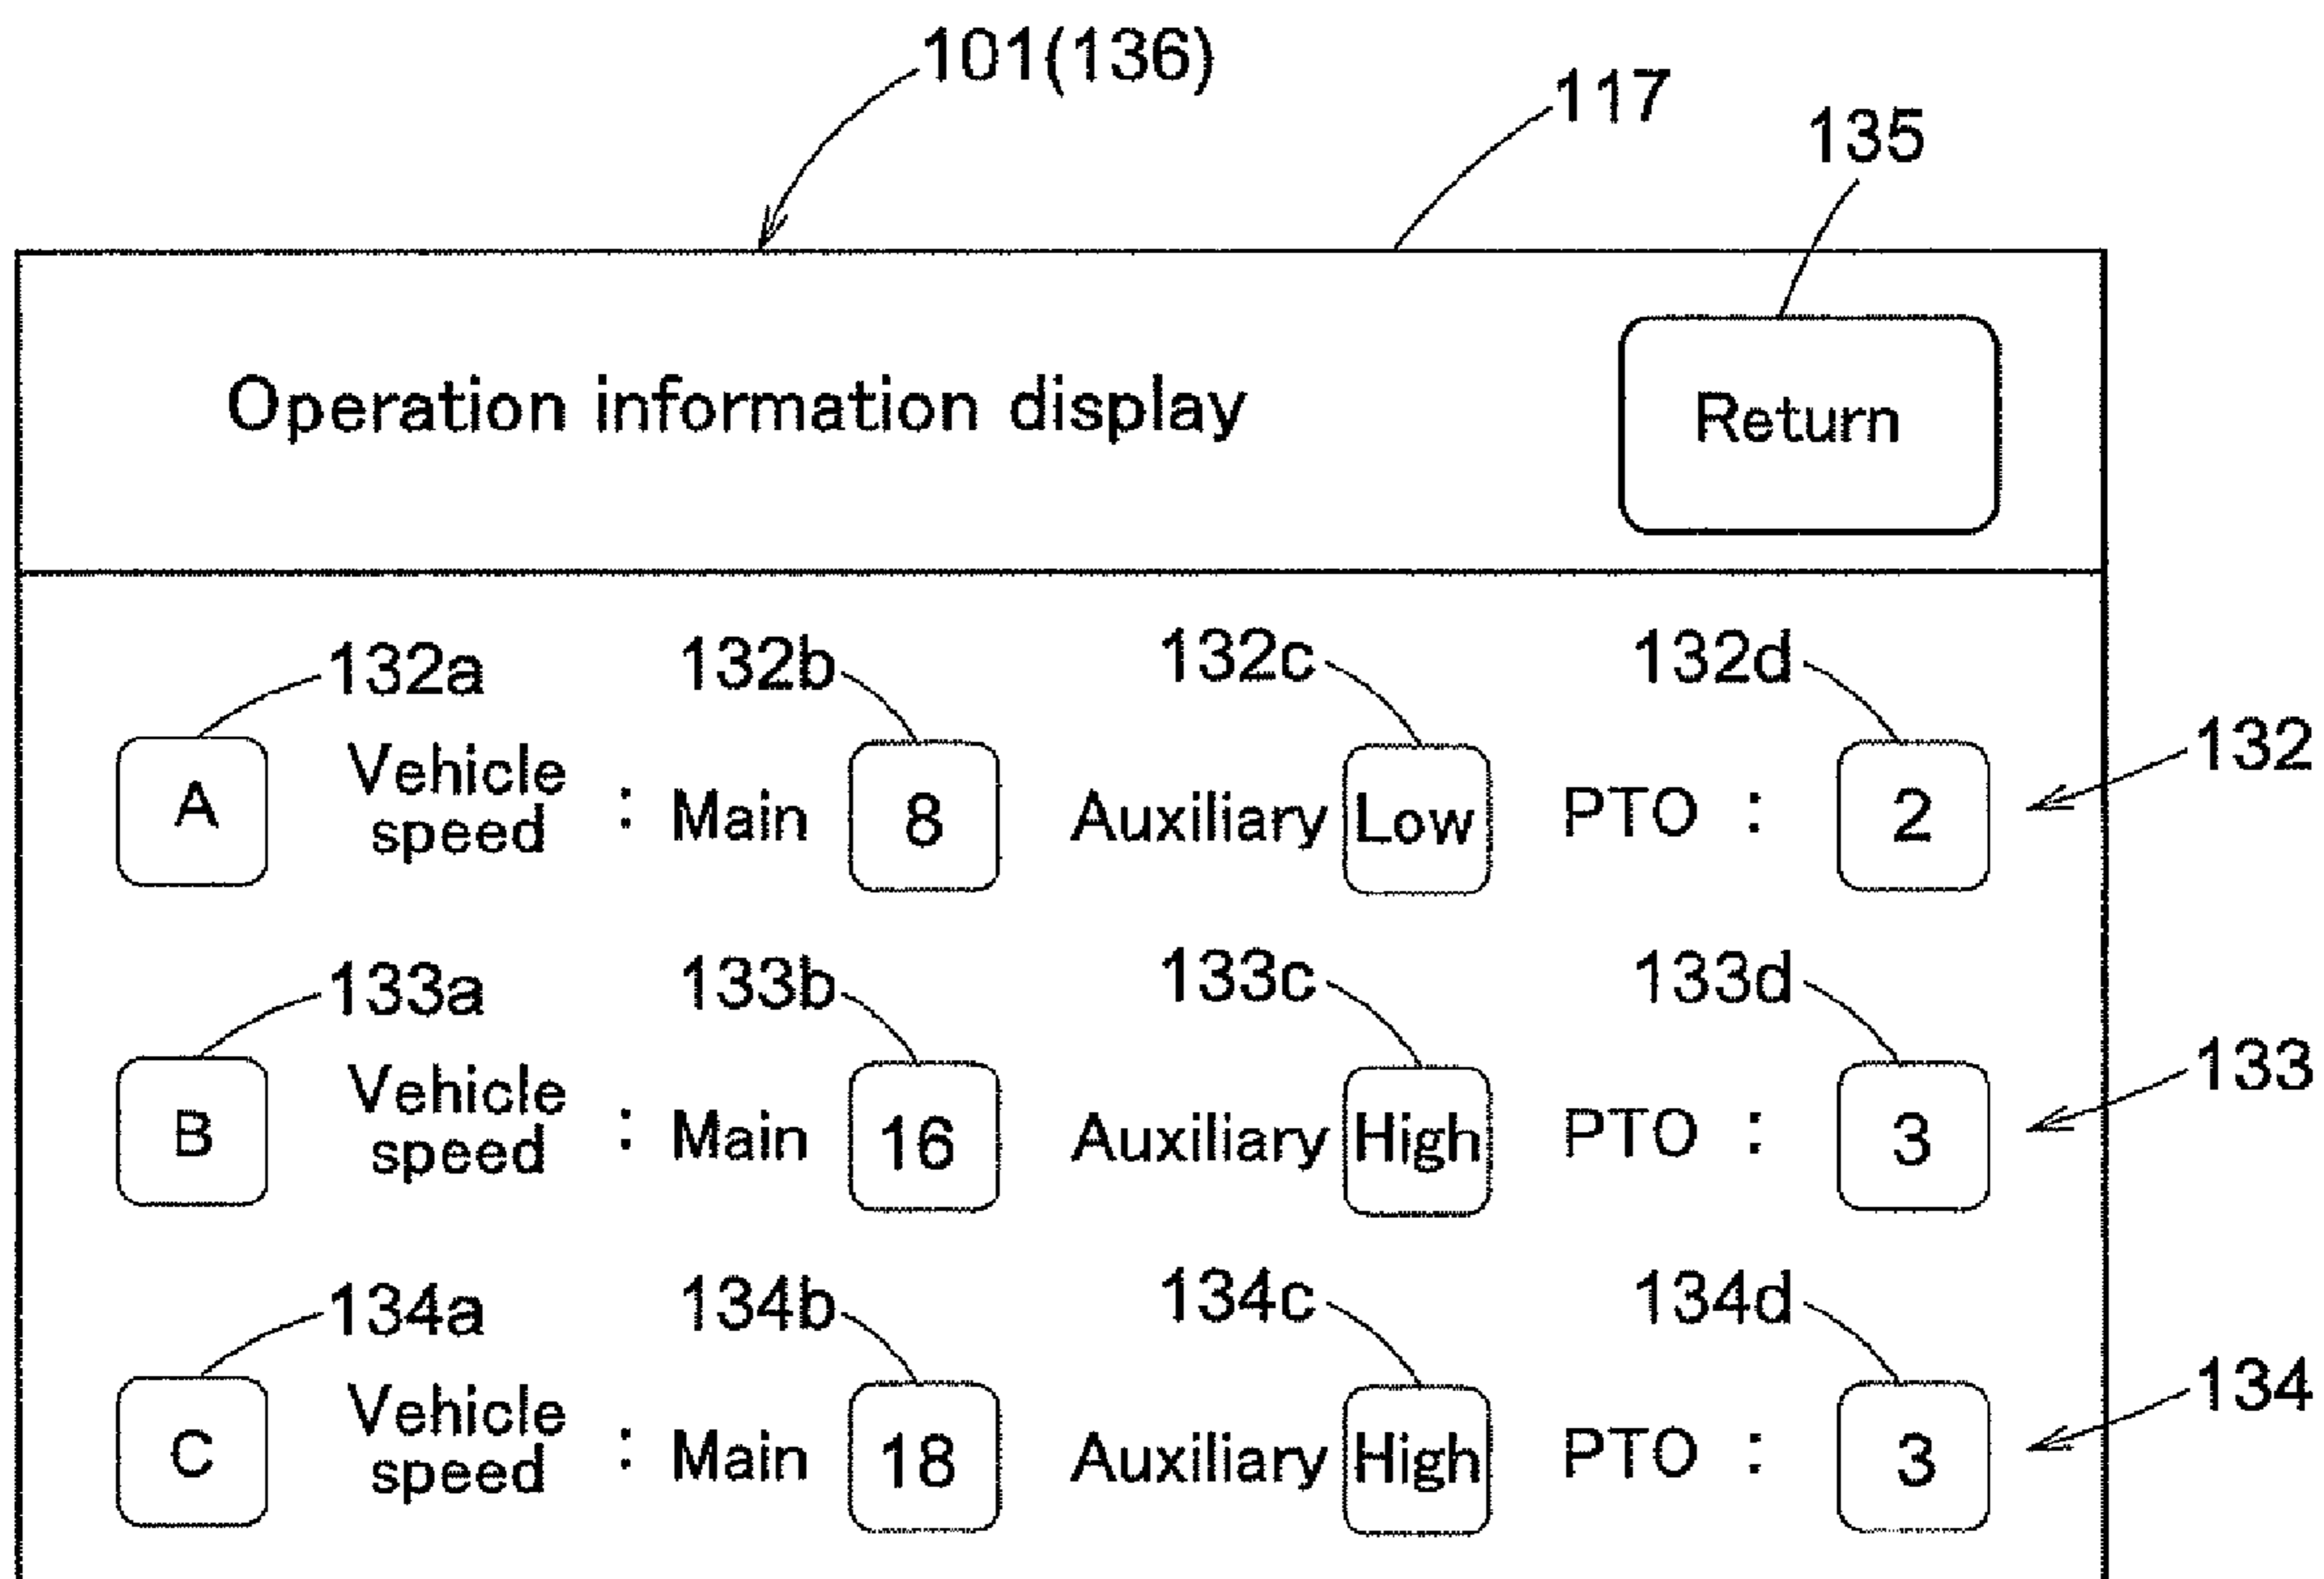 101(136)
117
135
Operation information display
Return
132a 132b 132c 132d
132
A Vehicle speed : Main 8 Auxiliary Low PTO : 2
133a 133b 133c 133d
133
B Vehicle speed : Main 16 Auxiliary High PTO : 3
134a 134b 134c 134d
134
C Vehicle speed : Main 18 Auxiliary High PTO : 3